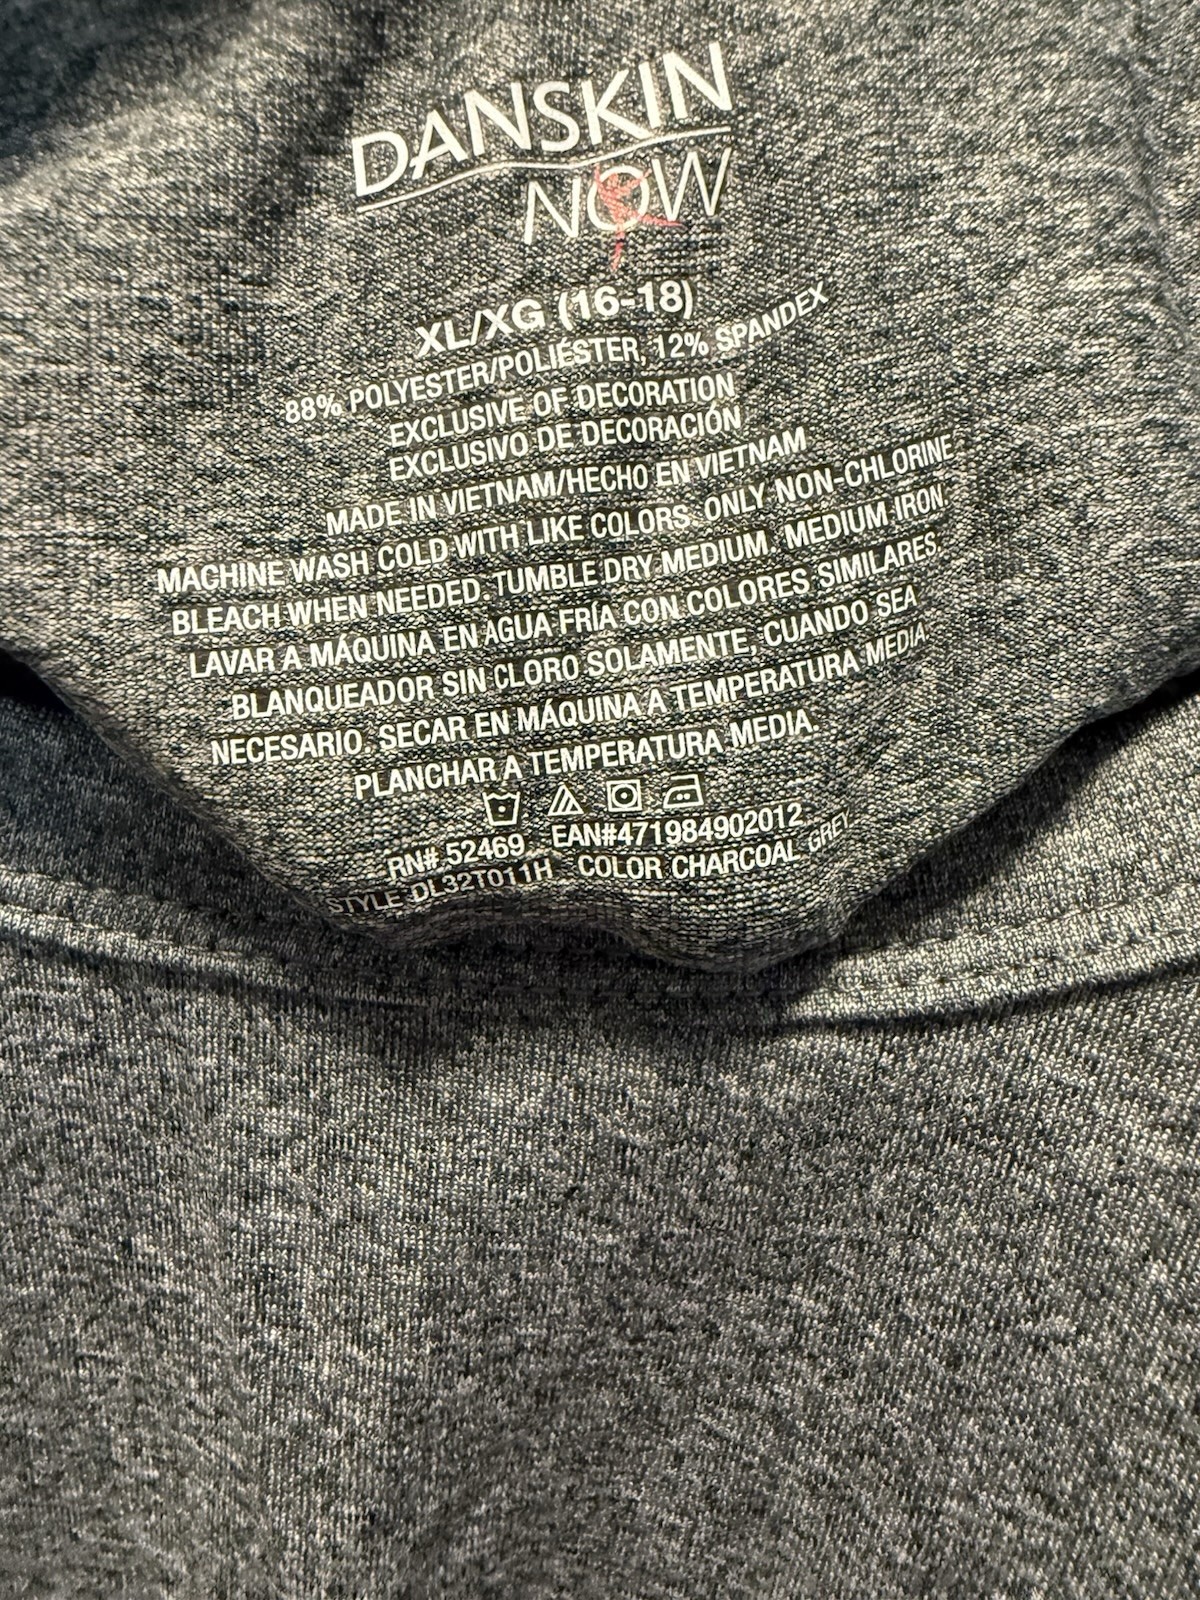 DANSKIN
NOW
XL/XG (16-18)
88% POLYESTER/POLIÉSTER, 12% SPANDEX
EXCLUSIVE OF DECORATION
EXCLUSIVO DE DECORACIÓN
MADE IN VIETNAM/HECHO EN VIETNAM
MACHINE WASH COLD WITH LIKE COLORS. ONLY NON-CHLORINE
BLEACH WHEN NEEDED. TUMBLE DRY MEDIUM. MEDIUM IRON.
LAVAR A MÁQUINA EN AGUA FRÍA CON COLORES SIMILARES.
BLANQUEADOR SIN CLORO SOLAMENTE, CUANDO SEA
NECESARIO. SECAR EN MÁQUINA A TEMPERATURA MEDIA.
PLANCHAR A TEMPERATURA MEDIA.
RN# 52469 EAN#471984902012
STYLE DL32T011H COLOR CHARCOAL GREY